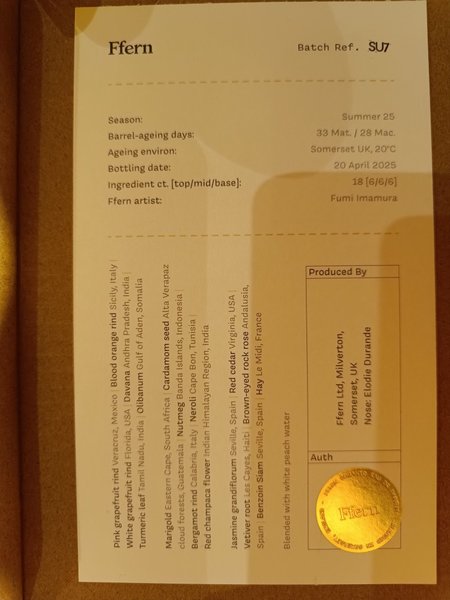 Ffern
Batch Ref. SU7
Season: Summer 25
Barrel-ageing days: 33 Mat. / 28 Mac.
Ageing environ: Somerset UK, 20°C
Bottling date: 20 April 2025
Ingredient ct. [top/mid/base]: 18 [6/6/6]
Ffern artist: Fumi Imamura
Pink grapefruit rind Veracruz, Mexico | Blood orange rind Sicily, Italy |
White grapefruit rind Florida, USA | Davana Andhra Pradesh, India |
Turmeric leaf Tamil Nadu, India | Olibanum Gulf of Aden, Somalia
Marigold Eastern Cape, South Africa | Cardamom seed Alta Verapaz
cloud forests, Guatemala | Nutmeg Banda Islands, Indonesia |
Bergamot rind Calabria, Italy | Neroli Cape Bon, Tunisia |
Red champaca flower Indian Himalayan Region, India
Jasmine grandiflorum Seville, Spain | Red cedar Virginia, USA |
Vetiver root Les Cayes, Haiti | Brown-eyed rock rose Andalusia,
Spain | Benzoin Siam Seville, Spain | Hay Le Midi, France
Blended with white peach water
Produced By
Ffern Ltd, Milverton,
Somerset, UK
Nose: Elodie Durande
Auth
Ffern